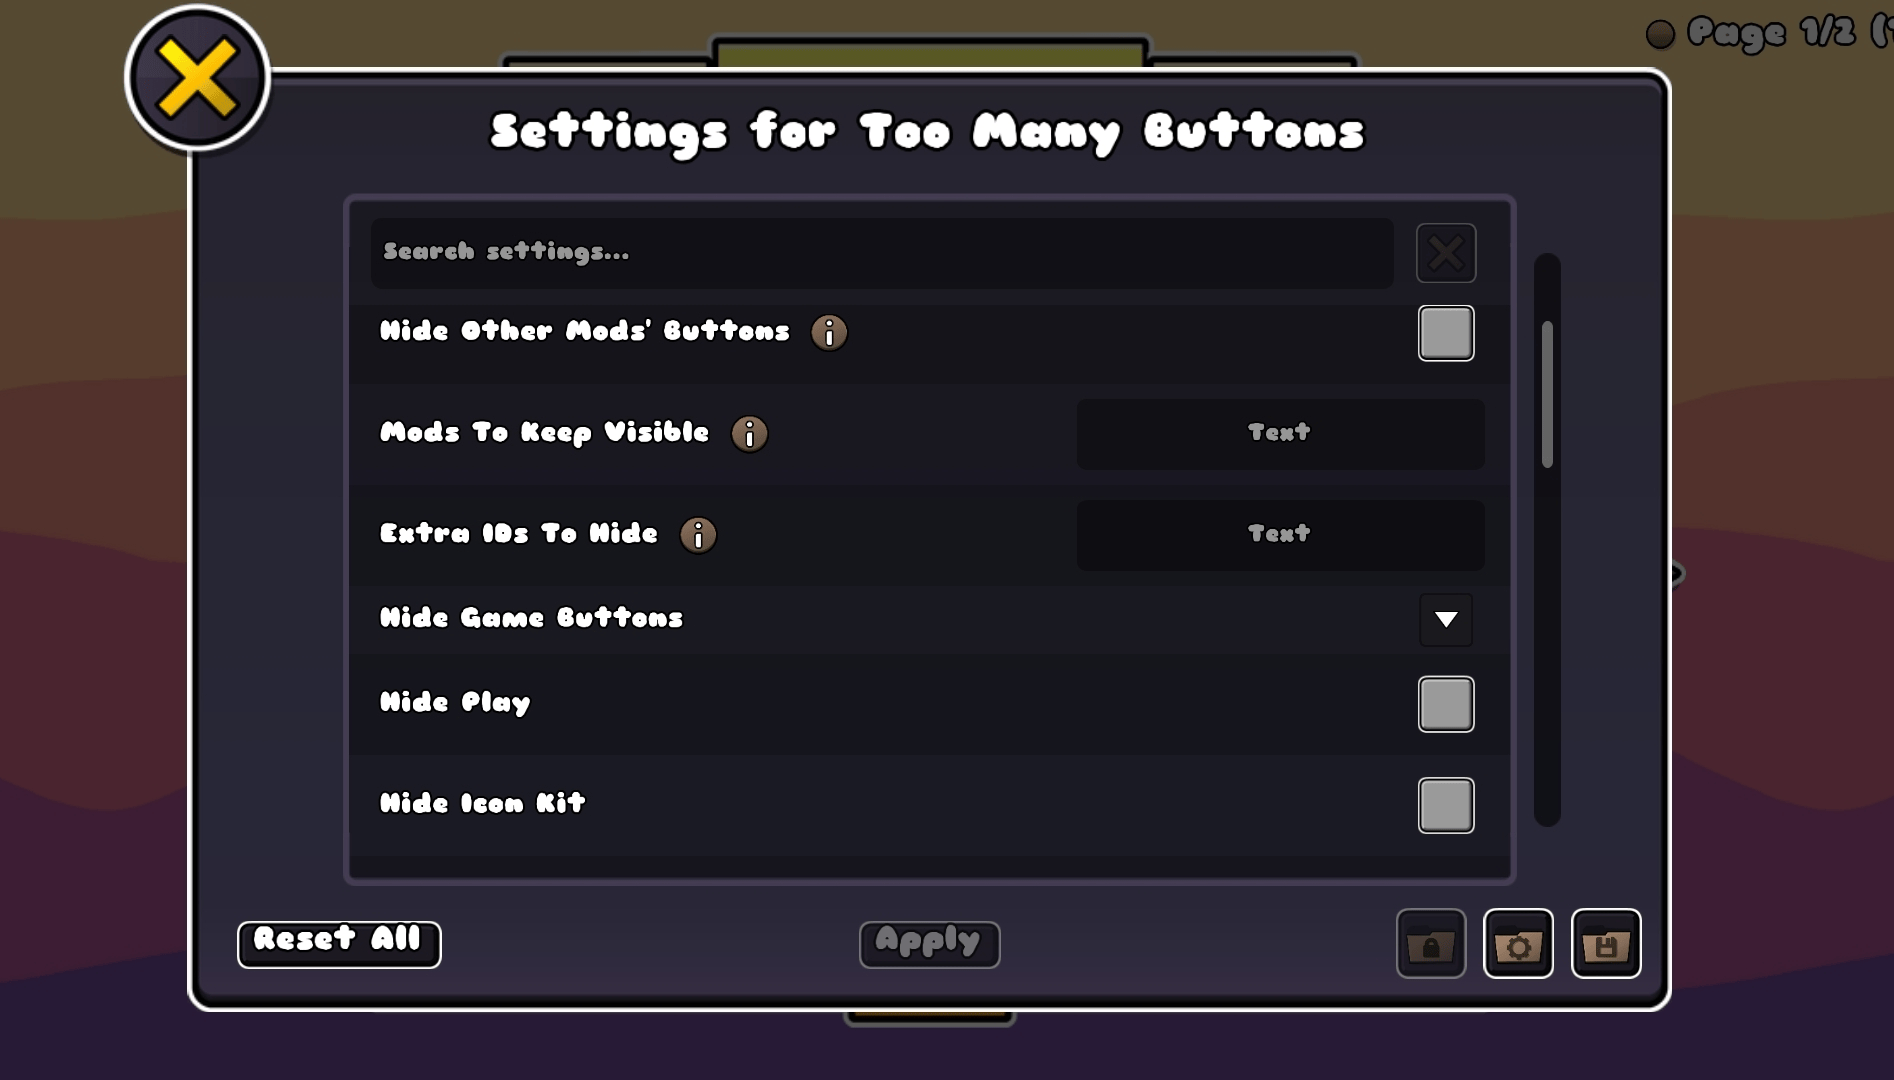 Page 1/2 (
Settings for Too Many Buttons
Search settings...
Hide Other Mods' Buttons
Mods To Keep Visible
Text
Extra IDs To Hide
Text
Hide Game Buttons
Hide Play
Hide Icon Kit
Reset All
Apply